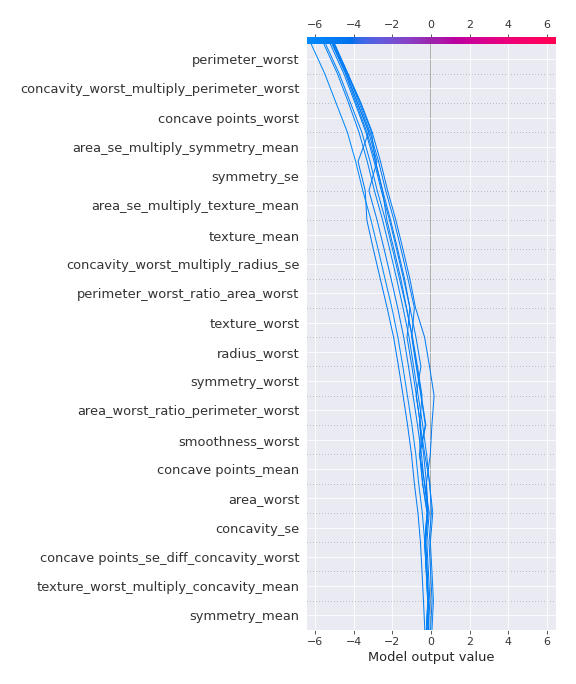 −6 −4 −2 0 2 4 6
perimeter_worst
concavity_worst_multiply_perimeter_worst
concave points_worst
area_se_multiply_symmetry_mean
symmetry_se
area_se_multiply_texture_mean
texture_mean
concavity_worst_multiply_radius_se
perimeter_worst_ratio_area_worst
texture_worst
radius_worst
symmetry_worst
area_worst_ratio_perimeter_worst
smoothness_worst
concave points_mean
area_worst
concavity_se
concave points_se_diff_concavity_worst
texture_worst_multiply_concavity_mean
symmetry_mean
−6 −4 −2 0 2 4 6
Model output value